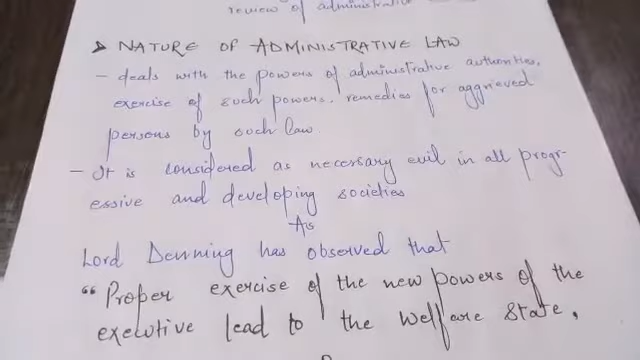 review of administrative
➤ NATURE OF ADMINISTRATIVE LAW
- deals with the powers of administrative authorities,
exercise of such powers, remedies for aggrieved
persons by such law.
- It is considered as necessary evil in all progr-
essive and developing societies
As
Lord Denning has observed that
"Proper exercise of the new powers of the
executive lead to the welfare state,